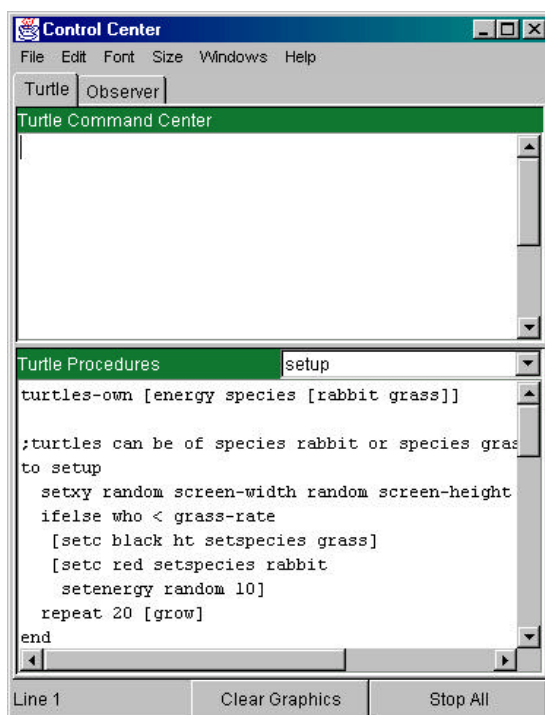 Control Center
File Edit Font Size Windows Help
Turtle Observer
Turtle Command Center
Turtle Procedures setup
turtles-own [energy species [rabbit grass]]
;turtles can be of species rabbit or species gras
to setup
setxy random screen-width random screen-height
ifelse who < grass-rate
[setc black ht setspecies grass]
[setc red setspecies rabbit
setenergy random 10]
repeat 20 [grow]
end
Line 1 Clear Graphics Stop All